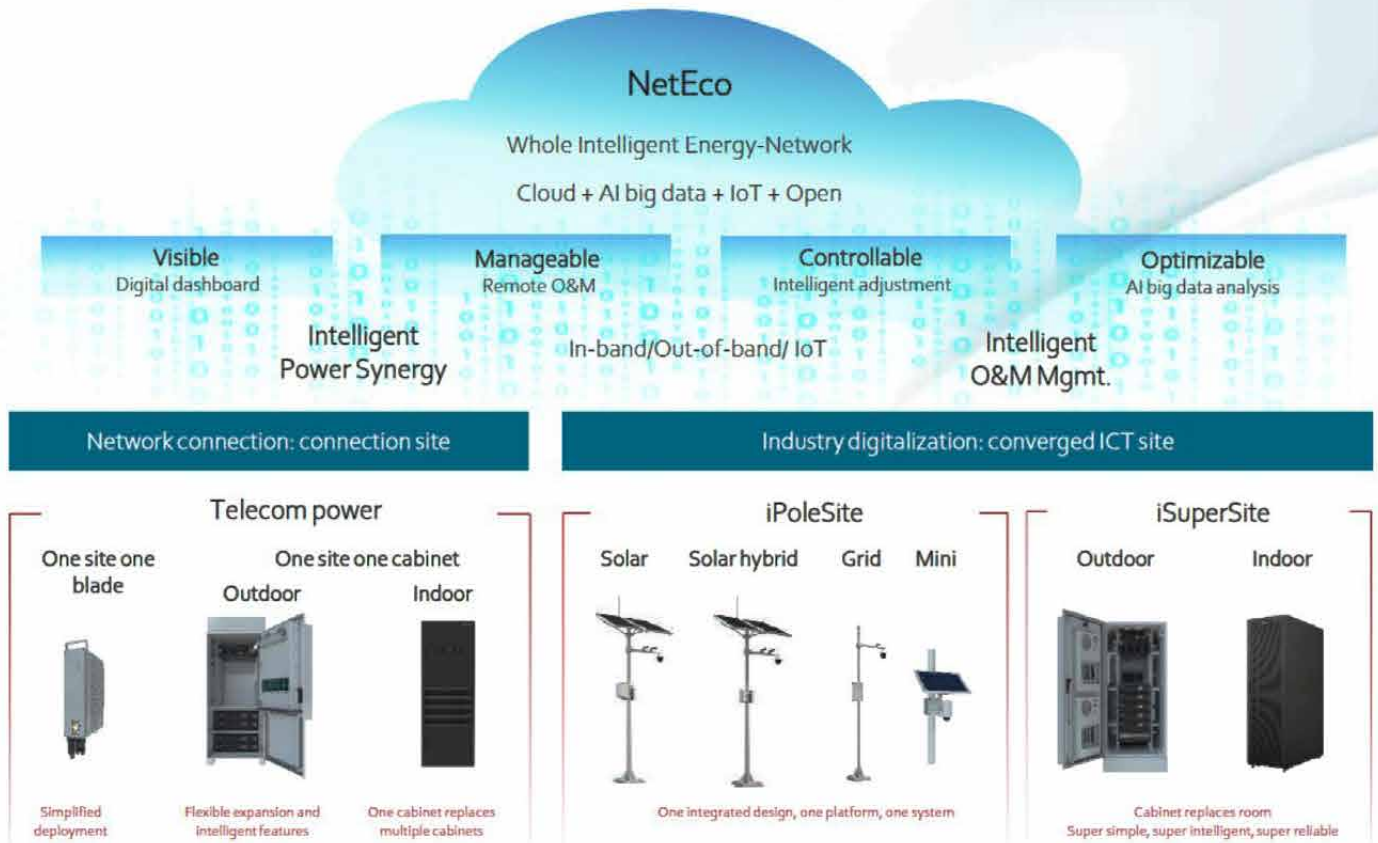 NetEco
Whole Intelligent Energy-Network
Cloud + AI big data + IoT + Open
Visible
Digital dashboard
Manageable
Remote O&M
Controllable
Intelligent adjustment
Optimizable
AI big data analysis
Intelligent
Power Synergy
In-band/Out-of-band/ IoT
Intelligent
O&M Mgmt.
Network connection: connection site
Industry digitalization: converged ICT site
Telecom power
One site one
blade
One site one cabinet
Outdoor
Indoor
Simplified
deployment
Flexible expansion and
intelligent features
One cabinet replaces
multiple cabinets
iPoleSite
Solar
Solar hybrid
Grid
Mini
One integrated design, one platform, one system
iSuperSite
Outdoor
Indoor
Cabinet replaces room
Super simple, super intelligent, super reliable